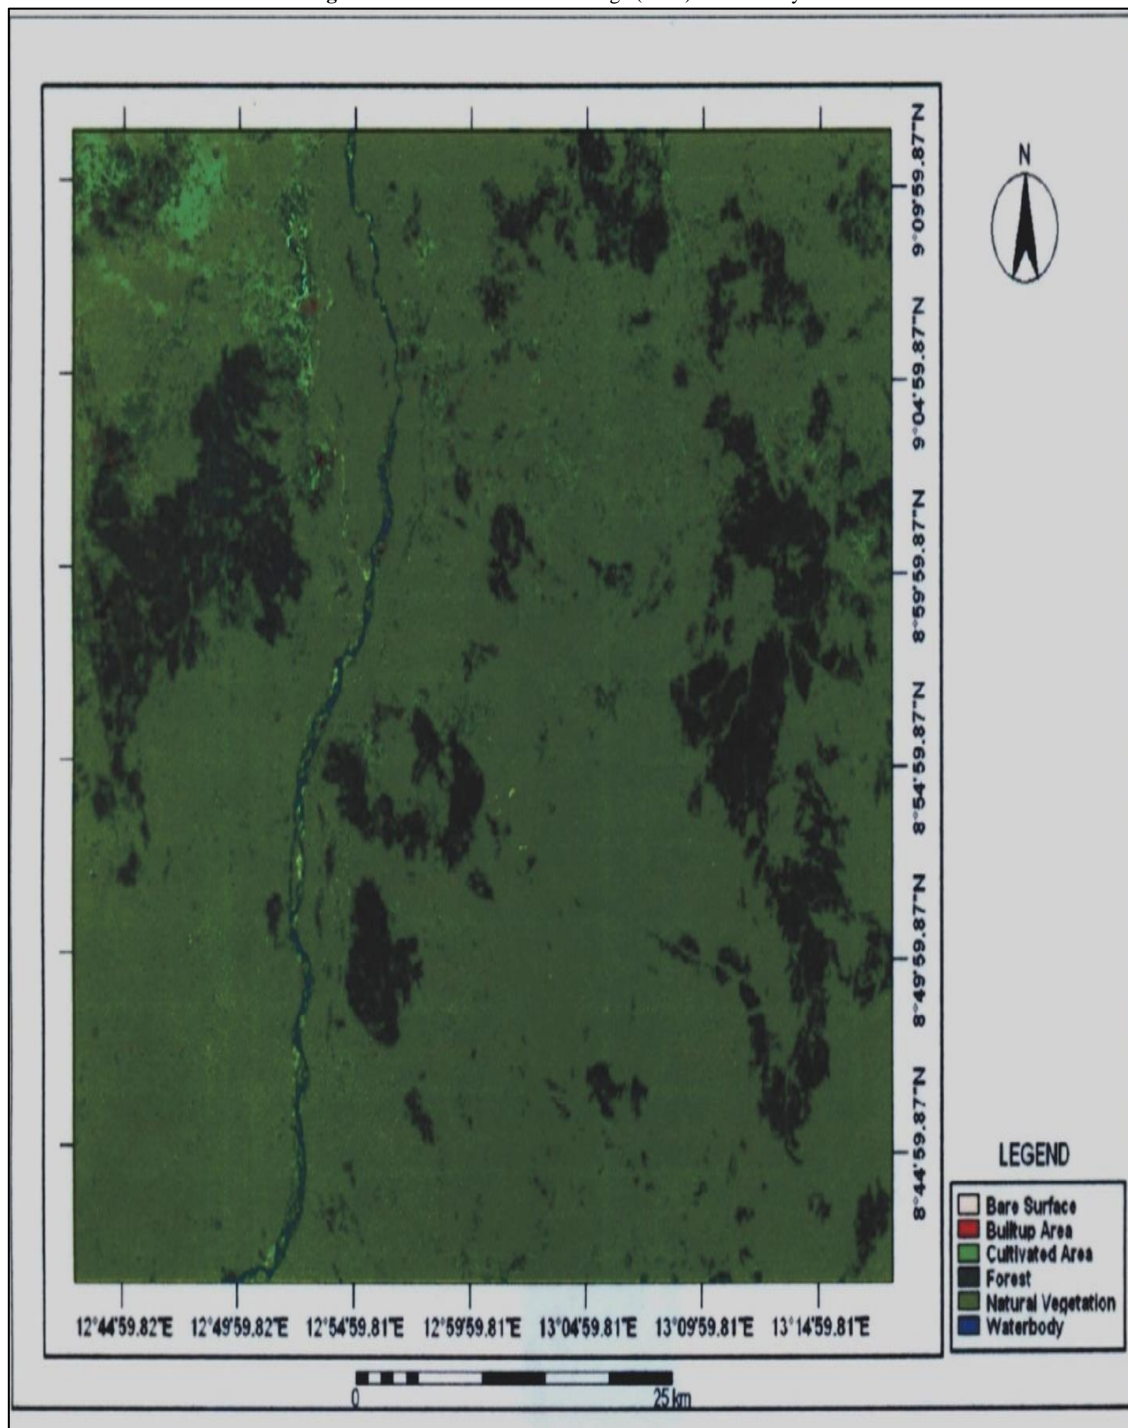 N
9°09'59.87"N
9°04'59.87"N
8°59'59.87"N
8°54'59.87"N
8°49'59.87"N
8°44'59.87"N
LEGEND
Bare Surface
Builtup Area
Cultivated Area
Forest
Natural Vegetation
Waterbody
12°44'59.82"E 12°49'59.82"E 12°54'59.81"E 12°59'59.81"E 13°04'59.81"E 13°09'59.81"E 13°14'59.81"E
0 25 km